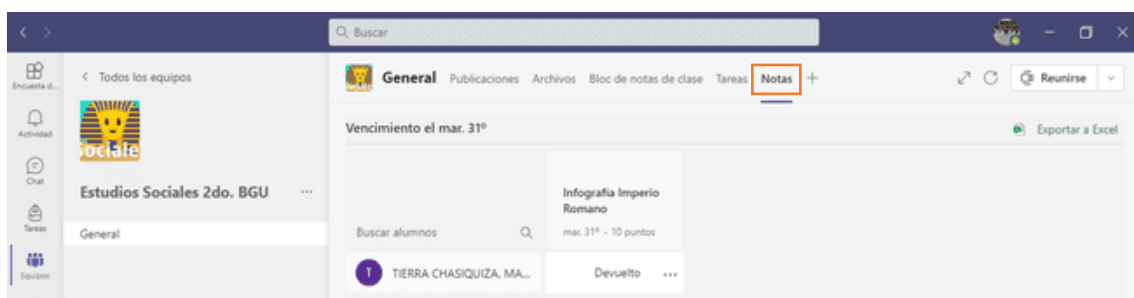 Buscar
Encuesta d...
Actividad
Chat
Tareas
Equipos
Todos los equipos
Sociale
Estudios Sociales 2do. BGU ...
General
General Publicaciones Archivos Bloc de notas de clase Tareas Notas +
Reunirse
Vencimiento el mar. 31º
Exportar a Excel
Buscar alumnos
Infografía Imperio
Romano
mar. 31º - 10 puntos
T TIERRA CHASIQUIZA, MA...
Devuelto ...